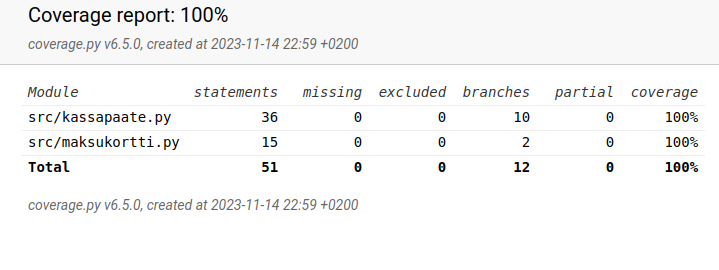 Coverage report: 100%
coverage.py v6.5.0, created at 2023-11-14 22:59 +0200
Module statements missing excluded branches partial coverage
src/kassapaate.py 36 0 0 10 0 100%
src/maksukortti.py 15 0 0 2 0 100%
Total 51 0 0 12 0 100%
coverage.py v6.5.0, created at 2023-11-14 22:59 +0200